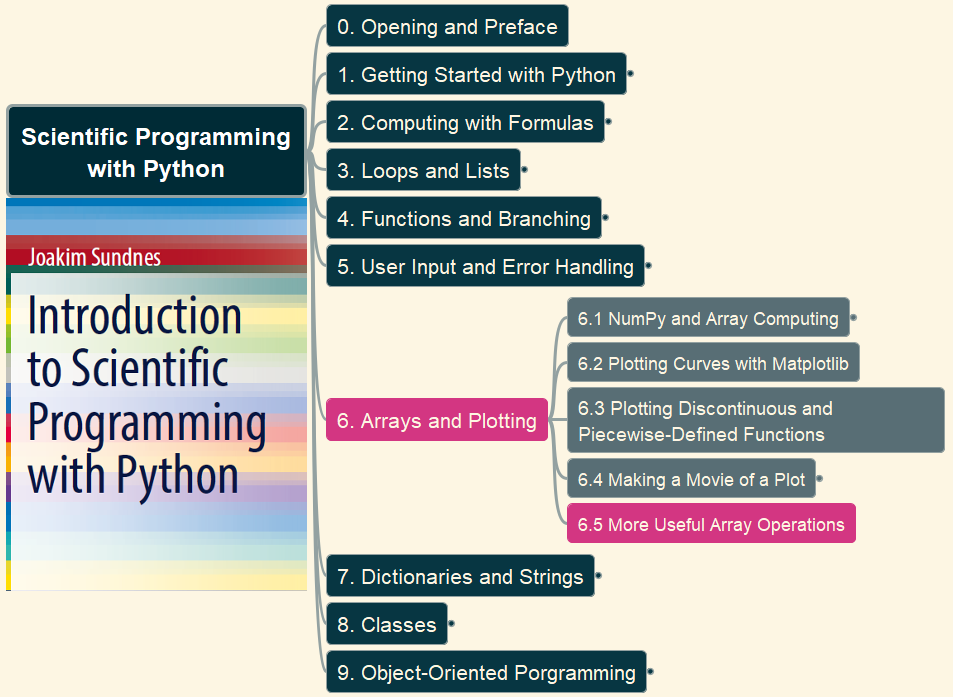 Scientific Programming
with Python
Joakim Sundnes
Introduction
to Scientific
Programming
with Python
0. Opening and Preface
1. Getting Started with Python
2. Computing with Formulas
3. Loops and Lists
4. Functions and Branching
5. User Input and Error Handling
6. Arrays and Plotting
6.1 NumPy and Array Computing
6.2 Plotting Curves with Matplotlib
6.3 Plotting Discontinuous and
Piecewise-Defined Functions
6.4 Making a Movie of a Plot
6.5 More Useful Array Operations
7. Dictionaries and Strings
8. Classes
9. Object-Oriented Porgramming